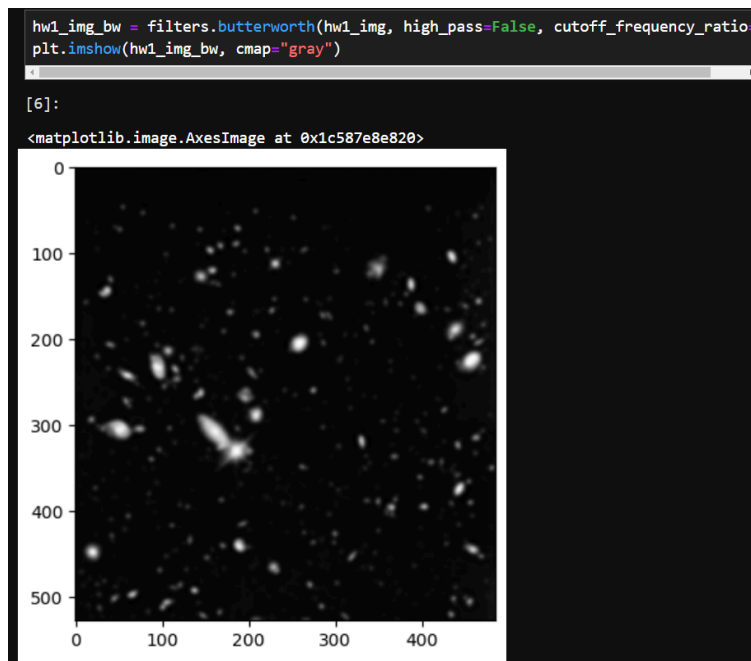 hw1_img_bw = filters.butterworth(hw1_img, high_pass=False, cutoff_frequency_ratio=
plt.imshow(hw1_img_bw, cmap="gray")
[6]:
<matplotlib.image.AxesImage at 0x1c587e8e820>
0
100
200
300
400
500
0 100 200 300 400